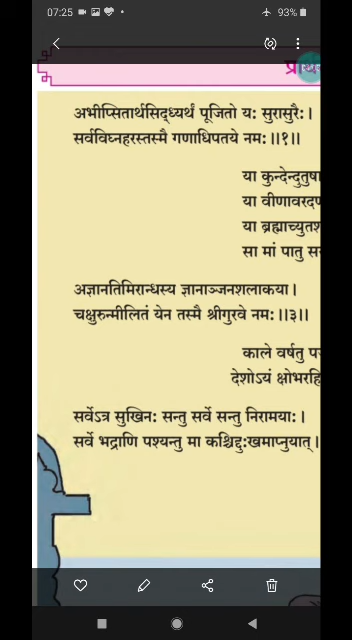 07:25
93%
अभीप्सितार्थसिद्ध्यर्थं पूजितो यः सुरासुरैः।
सर्वविघ्नहरस्तस्मै गणाधिपतये नमः॥१॥
या कुन्देन्दुतुषा
या वीणावरदण
या ब्रह्माच्युतश
सा मां पातु सर
अज्ञानतिमिरान्धस्य ज्ञानाञ्जनशलाकया।
चक्षुरुन्मीलितं येन तस्मै श्रीगुरवे नमः॥३॥
काले वर्षतु
देशोऽयं क्षोभरहि
सर्वेऽत्र सुखिनः सन्तु सर्वे सन्तु निरामयाः।
सर्वे भद्राणि पश्यन्तु मा कश्चिद्दुःखमाप्नुयात्।